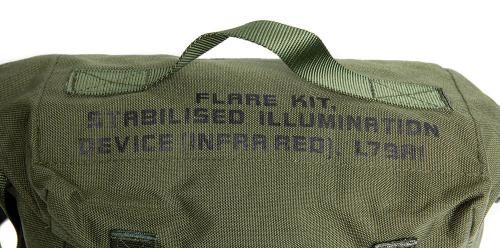 FLARE KIT,
STABILISED ILLUMINATION
DEVICE (INFRA RED), L79A1